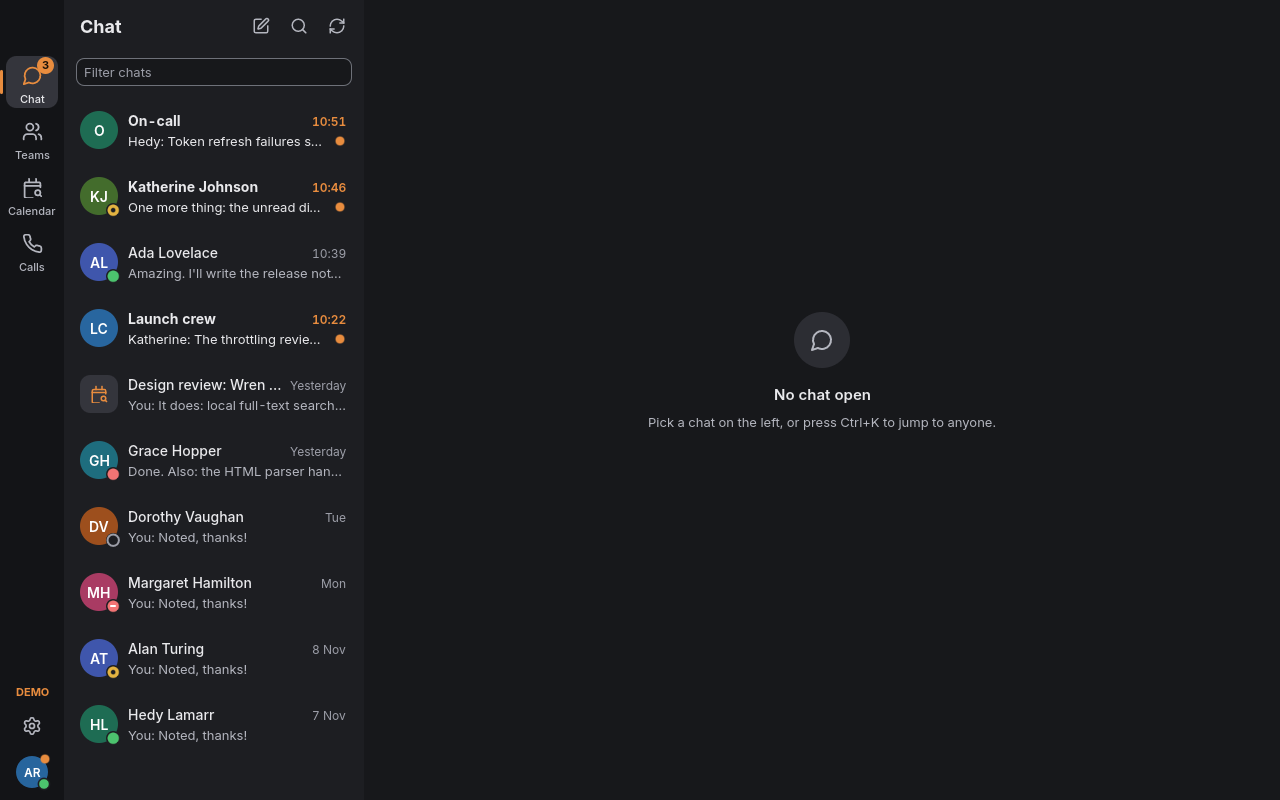 Chat
Filter chats
3
Chat
Teams
Calendar
Calls
O
On-call
10:51
Hedy: Token refresh failures s...
KJ
Katherine Johnson
10:46
One more thing: the unread di...
AL
Ada Lovelace
10:39
Amazing. I'll write the release not...
LC
Launch crew
10:22
Katherine: The throttling revie...
Design review: Wren ...
Yesterday
You: It does: local full-text search...
GH
Grace Hopper
Yesterday
Done. Also: the HTML parser han...
DV
Dorothy Vaughan
Tue
You: Noted, thanks!
MH
Margaret Hamilton
Mon
You: Noted, thanks!
AT
Alan Turing
8 Nov
You: Noted, thanks!
HL
Hedy Lamarr
7 Nov
You: Noted, thanks!
DEMO
AR
No chat open
Pick a chat on the left, or press Ctrl+K to jump to anyone.